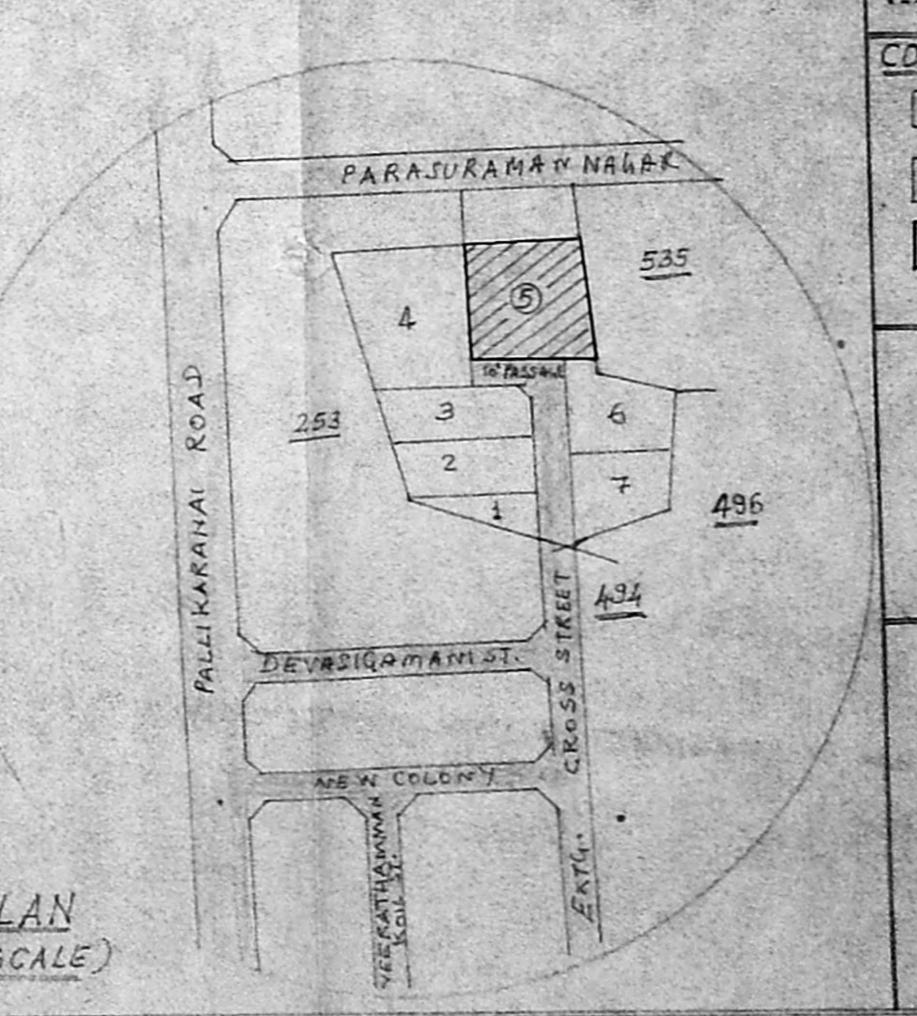 CO
PARASURAMAN NAGAR
535
5
4
10' PASSAGE
3
6
253
2
7
1
496
494
PALLIKARANAI ROAD
DEVASIGAMANI ST.
CROSS STREET
NEW COLONY
VEERATHAMMAN
KOIL ST.
EXTG.
LAN
SCALE)